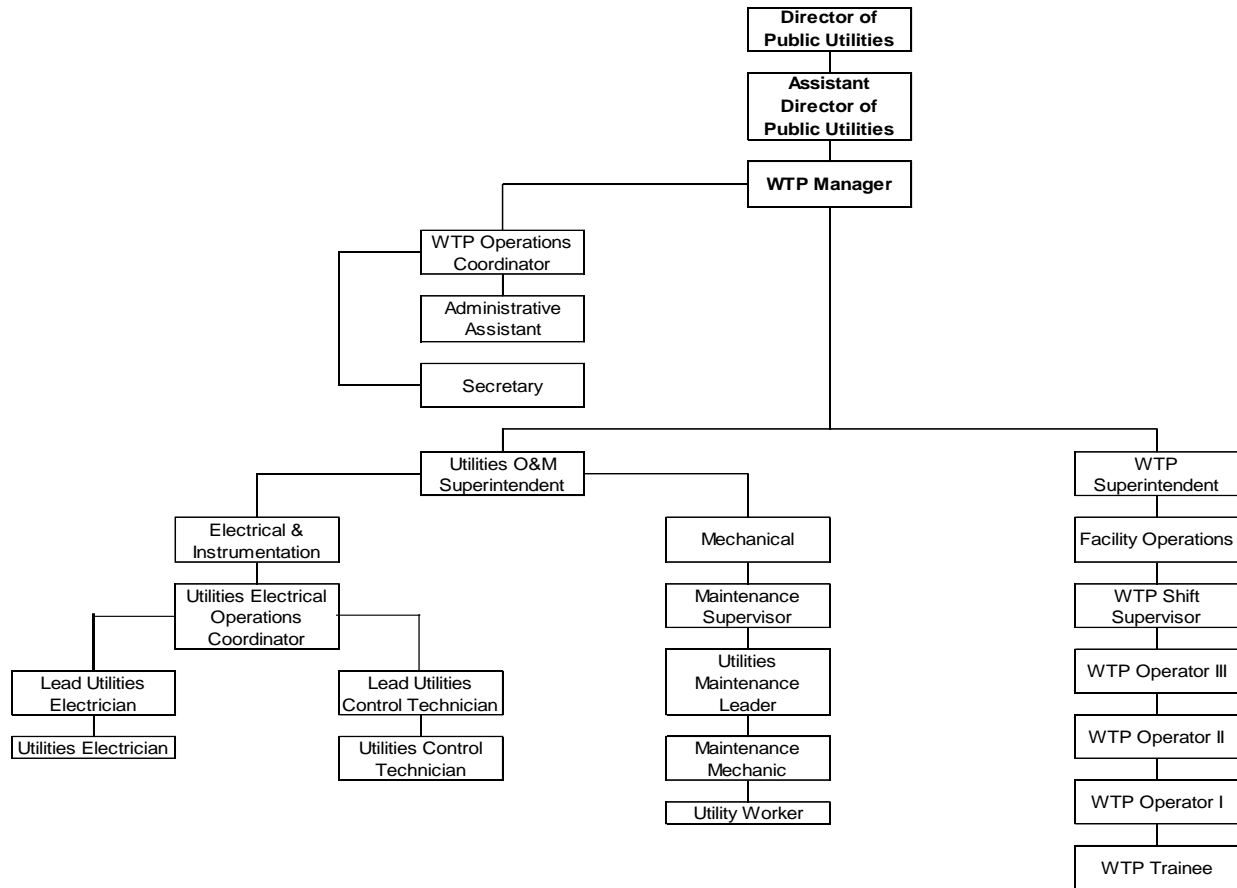 Director of
Public Utilities
Assistant
Director of
Public Utilities
WTP Manager
WTP Operations
Coordinator
Administrative
Assistant
Secretary
Utilities O&M
Superintendent
WTP
Superintendent
Electrical &
Instrumentation
Mechanical
Facility Operations
Utilities Electrical
Operations
Coordinator
Maintenance
Supervisor
WTP Shift
Supervisor
Lead Utilities
Electrician
Lead Utilities
Control Technician
Utilities
Maintenance
Leader
WTP Operator III
Utilities Electrician
Utilities Control
Technician
Maintenance
Mechanic
WTP Operator II
Utility Worker
WTP Operator I
WTP Trainee